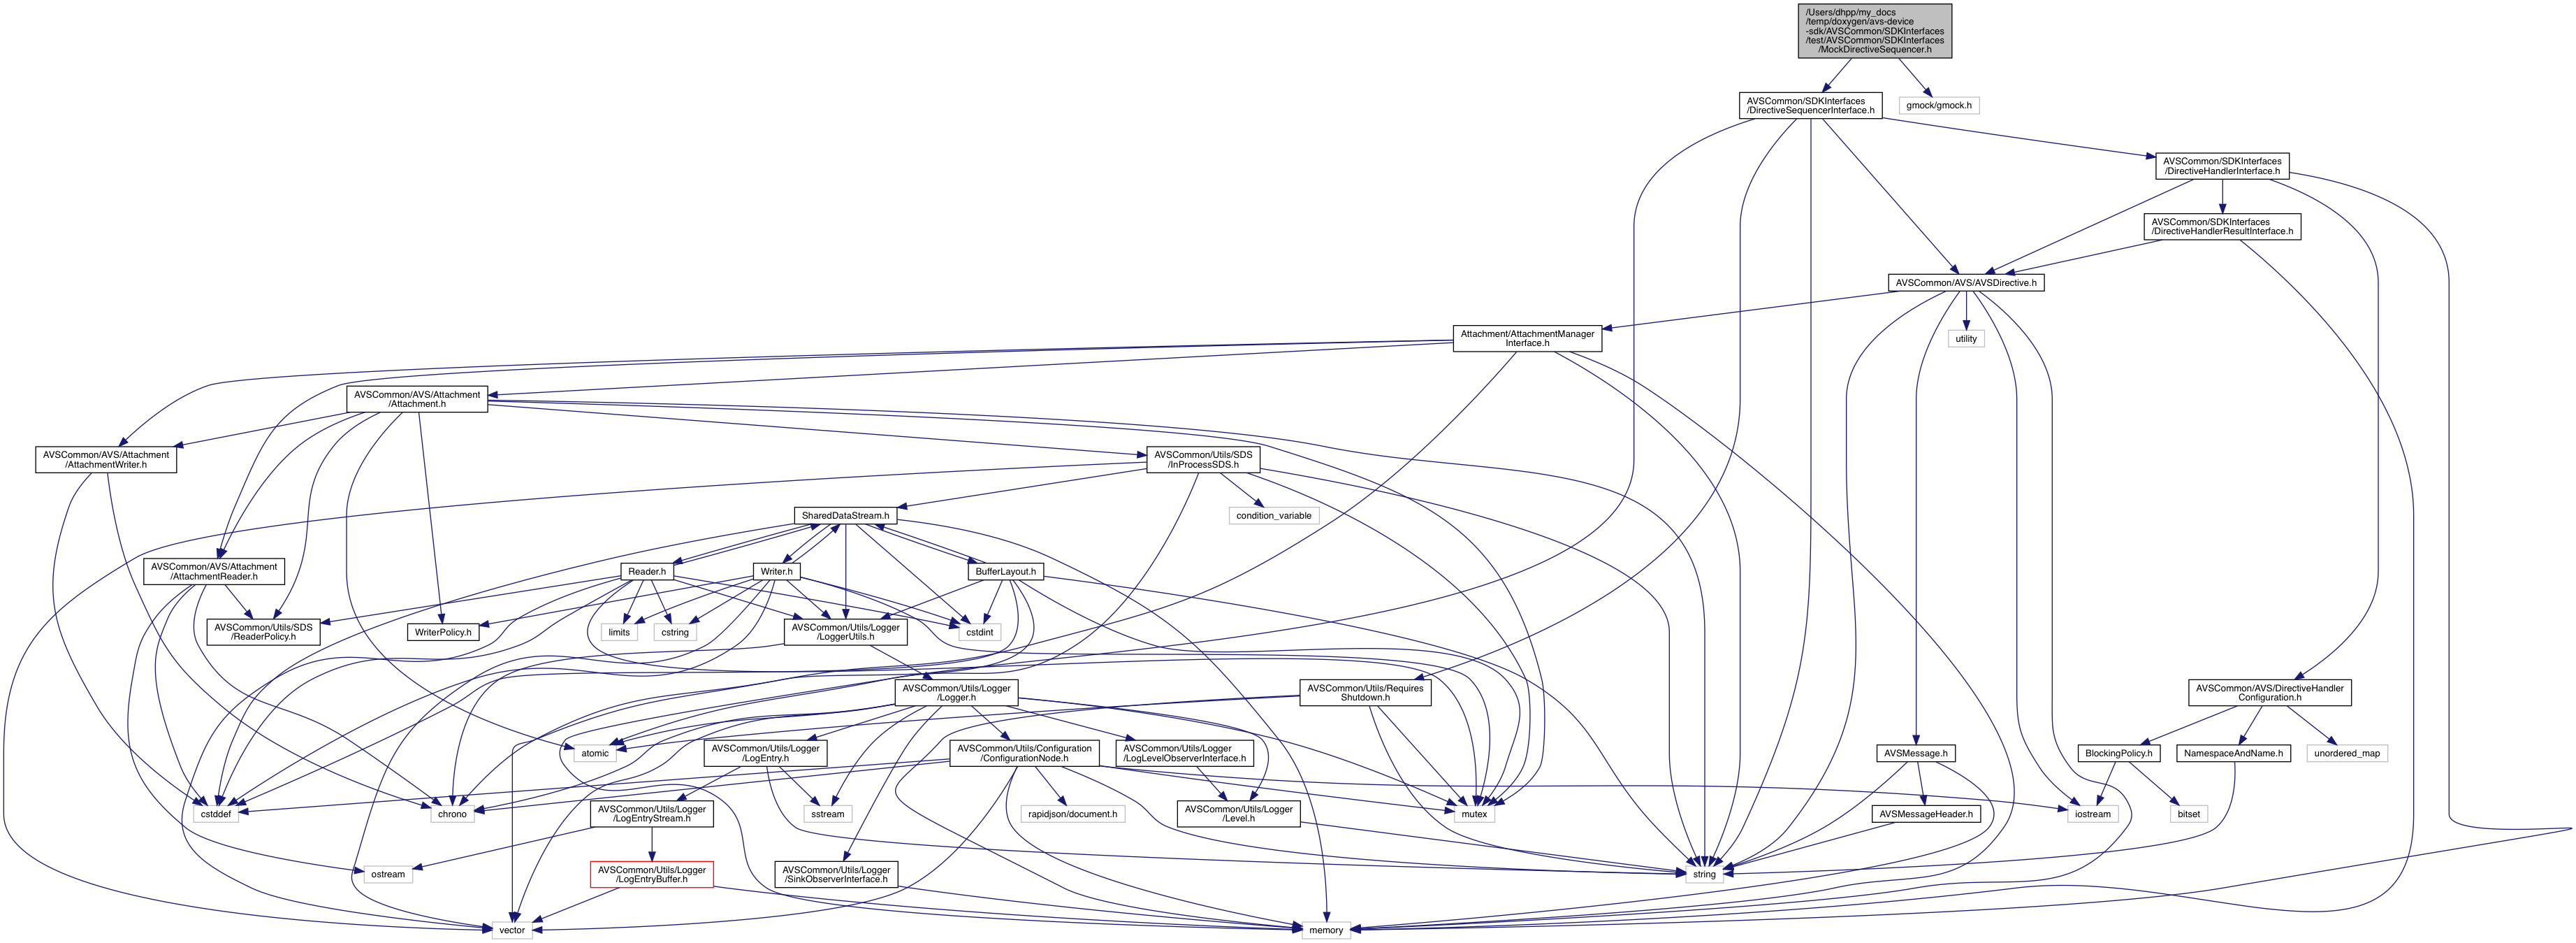 /Users/dhpp/my_docs
/temp/doxygen/avs-device
-sdk/AVSCommon/SDKInterfaces
/test/AVSCommon/SDKInterfaces
/MockDirectiveSequencer.h
AVSCommon/SDKInterfaces
/DirectiveSequencerInterface.h
gmock/gmock.h
AVSCommon/SDKInterfaces
/DirectiveHandlerInterface.h
AVSCommon/SDKInterfaces
/DirectiveHandlerResultInterface.h
AVSCommon/AVS/AVSDirective.h
Attachment/AttachmentManager
Interface.h
utility
AVSCommon/AVS/Attachment
/Attachment.h
AVSCommon/AVS/Attachment
/AttachmentWriter.h
AVSCommon/Utils/SDS
/InProcessSDS.h
SharedDataStream.h
condition_variable
AVSCommon/AVS/Attachment
/AttachmentReader.h
Reader.h
Writer.h
BufferLayout.h
AVSCommon/Utils/SDS
/ReaderPolicy.h
WriterPolicy.h
limits
cstring
AVSCommon/Utils/Logger
/LoggerUtils.h
cstdint
AVSCommon/Utils/Logger
/Logger.h
AVSCommon/Utils/Requires
Shutdown.h
AVSCommon/AVS/DirectiveHandler
Configuration.h
atomic
AVSCommon/Utils/Logger
/LogEntry.h
AVSCommon/Utils/Configuration
/ConfigurationNode.h
AVSCommon/Utils/Logger
/LogLevelObserverInterface.h
AVSMessage.h
BlockingPolicy.h
NamespaceAndName.h
unordered_map
cstddef
chrono
AVSCommon/Utils/Logger
/LogEntryStream.h
sstream
rapidjson/document.h
AVSCommon/Utils/Logger
/Level.h
mutex
AVSMessageHeader.h
iostream
bitset
ostream
AVSCommon/Utils/Logger
/LogEntryBuffer.h
AVSCommon/Utils/Logger
/SinkObserverInterface.h
string
vector
memory